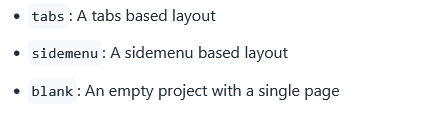 • tabs: A tabs based layout
• sidemenu: A sidemenu based layout
• blank: An empty project with a single page